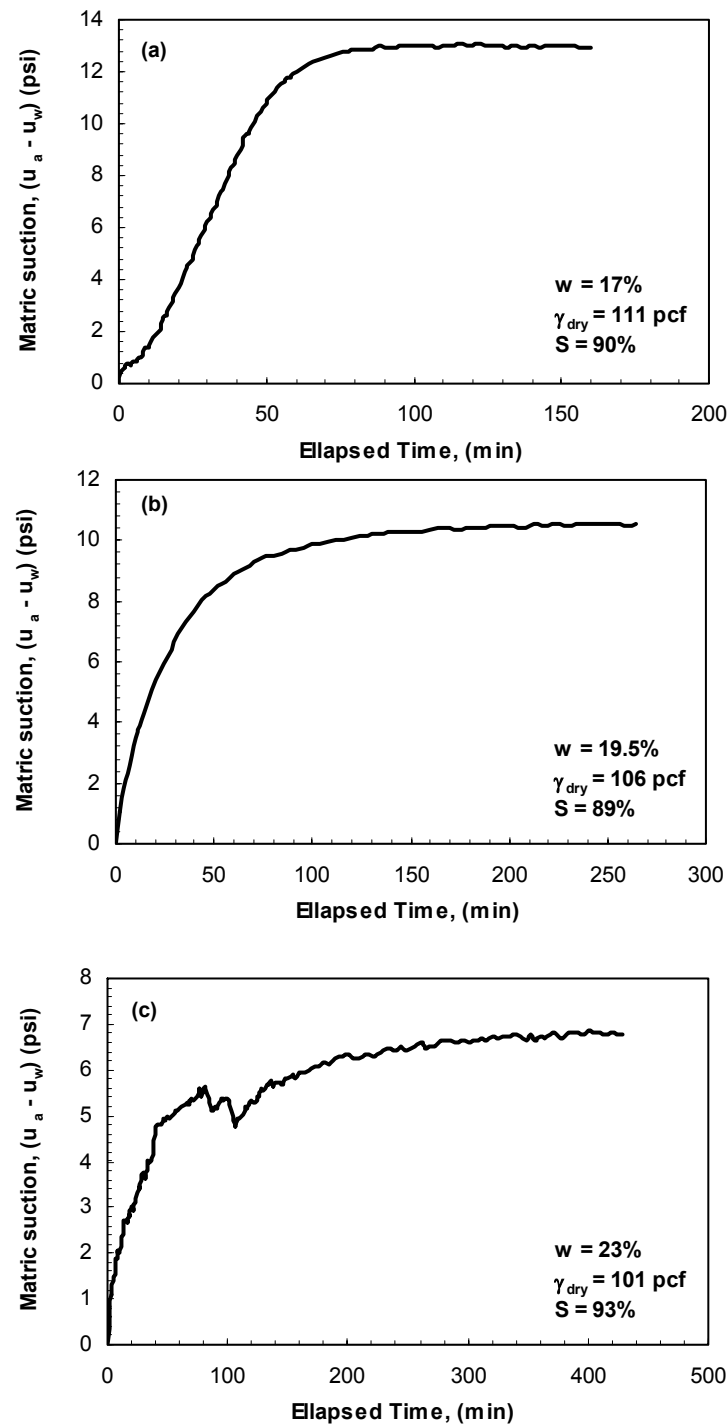 (a)
Matric suction, (u a - uw) (psi)
14
12
10
8
6
4
2
0
w = 17%
γdry = 111 pcf
S = 90%
0 50 100 150 200
Ellapsed Time, (min)
(b)
Matric suction, (u a - uw) (psi)
12
10
8
6
4
2
0
w = 19.5%
γdry = 106 pcf
S = 89%
0 50 100 150 200 250 300
Ellapsed Time, (min)
(c)
Matric suction, (u a - uw) (psi)
8
7
6
5
4
3
2
1
0
w = 23%
γdry = 101 pcf
S = 93%
0 100 200 300 400 500
Ellapsed Time, (min)